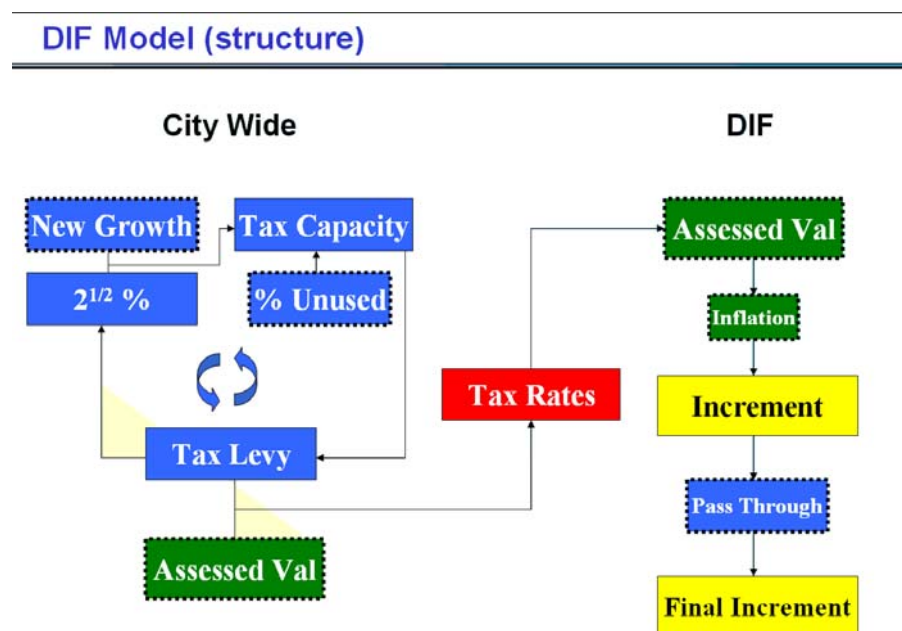 DIF Model (structure)
City Wide
DIF
New Growth
Tax Capacity
2^1/2 %
% Unused
Tax Levy
Assessed Val
Tax Rates
Assessed Val
Inflation
Increment
Pass Through
Final Increment